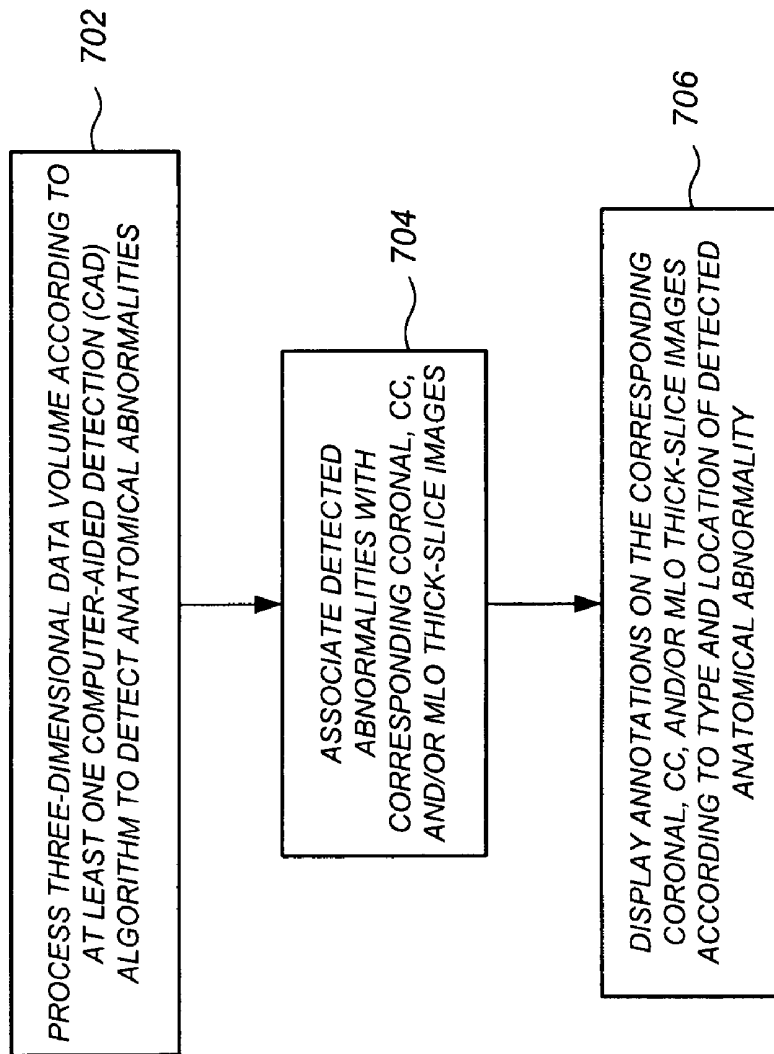 PROCESS THREE-DIMENSIONAL DATA VOLUME ACCORDING TO
AT LEAST ONE COMPUTER-AIDED DETECTION (CAD)
ALGORITHM TO DETECT ANATOMICAL ABNORMALITIES
702
ASSOCIATE DETECTED
ABNORMALITIES WITH
CORRESPONDING CORONAL, CC,
AND/OR MLO THICK-SLICE IMAGES
704
DISPLAY ANNOTATIONS ON THE CORRESPONDING
CORONAL, CC, AND/OR MLO THICK-SLICE IMAGES
ACCORDING TO TYPE AND LOCATION OF DETECTED
ANATOMICAL ABNORMALITY
706